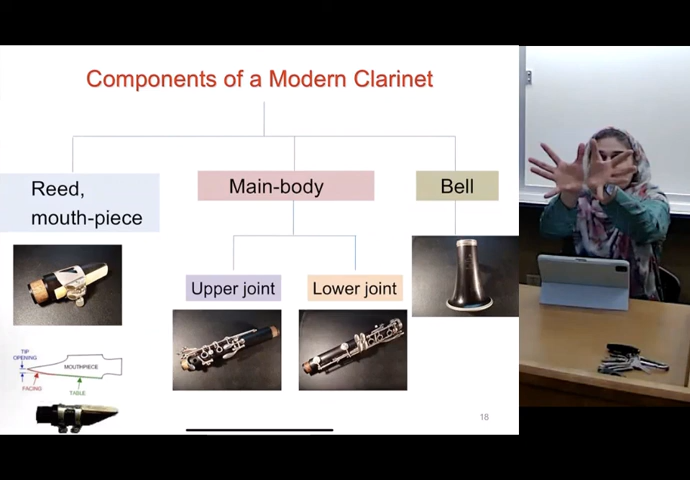 Components of a Modern Clarinet
Reed,
mouth-piece
Main-body
Bell
Upper joint
Lower joint
TIP
OPENING
MOUTHPIECE
FACING
TABLE
18